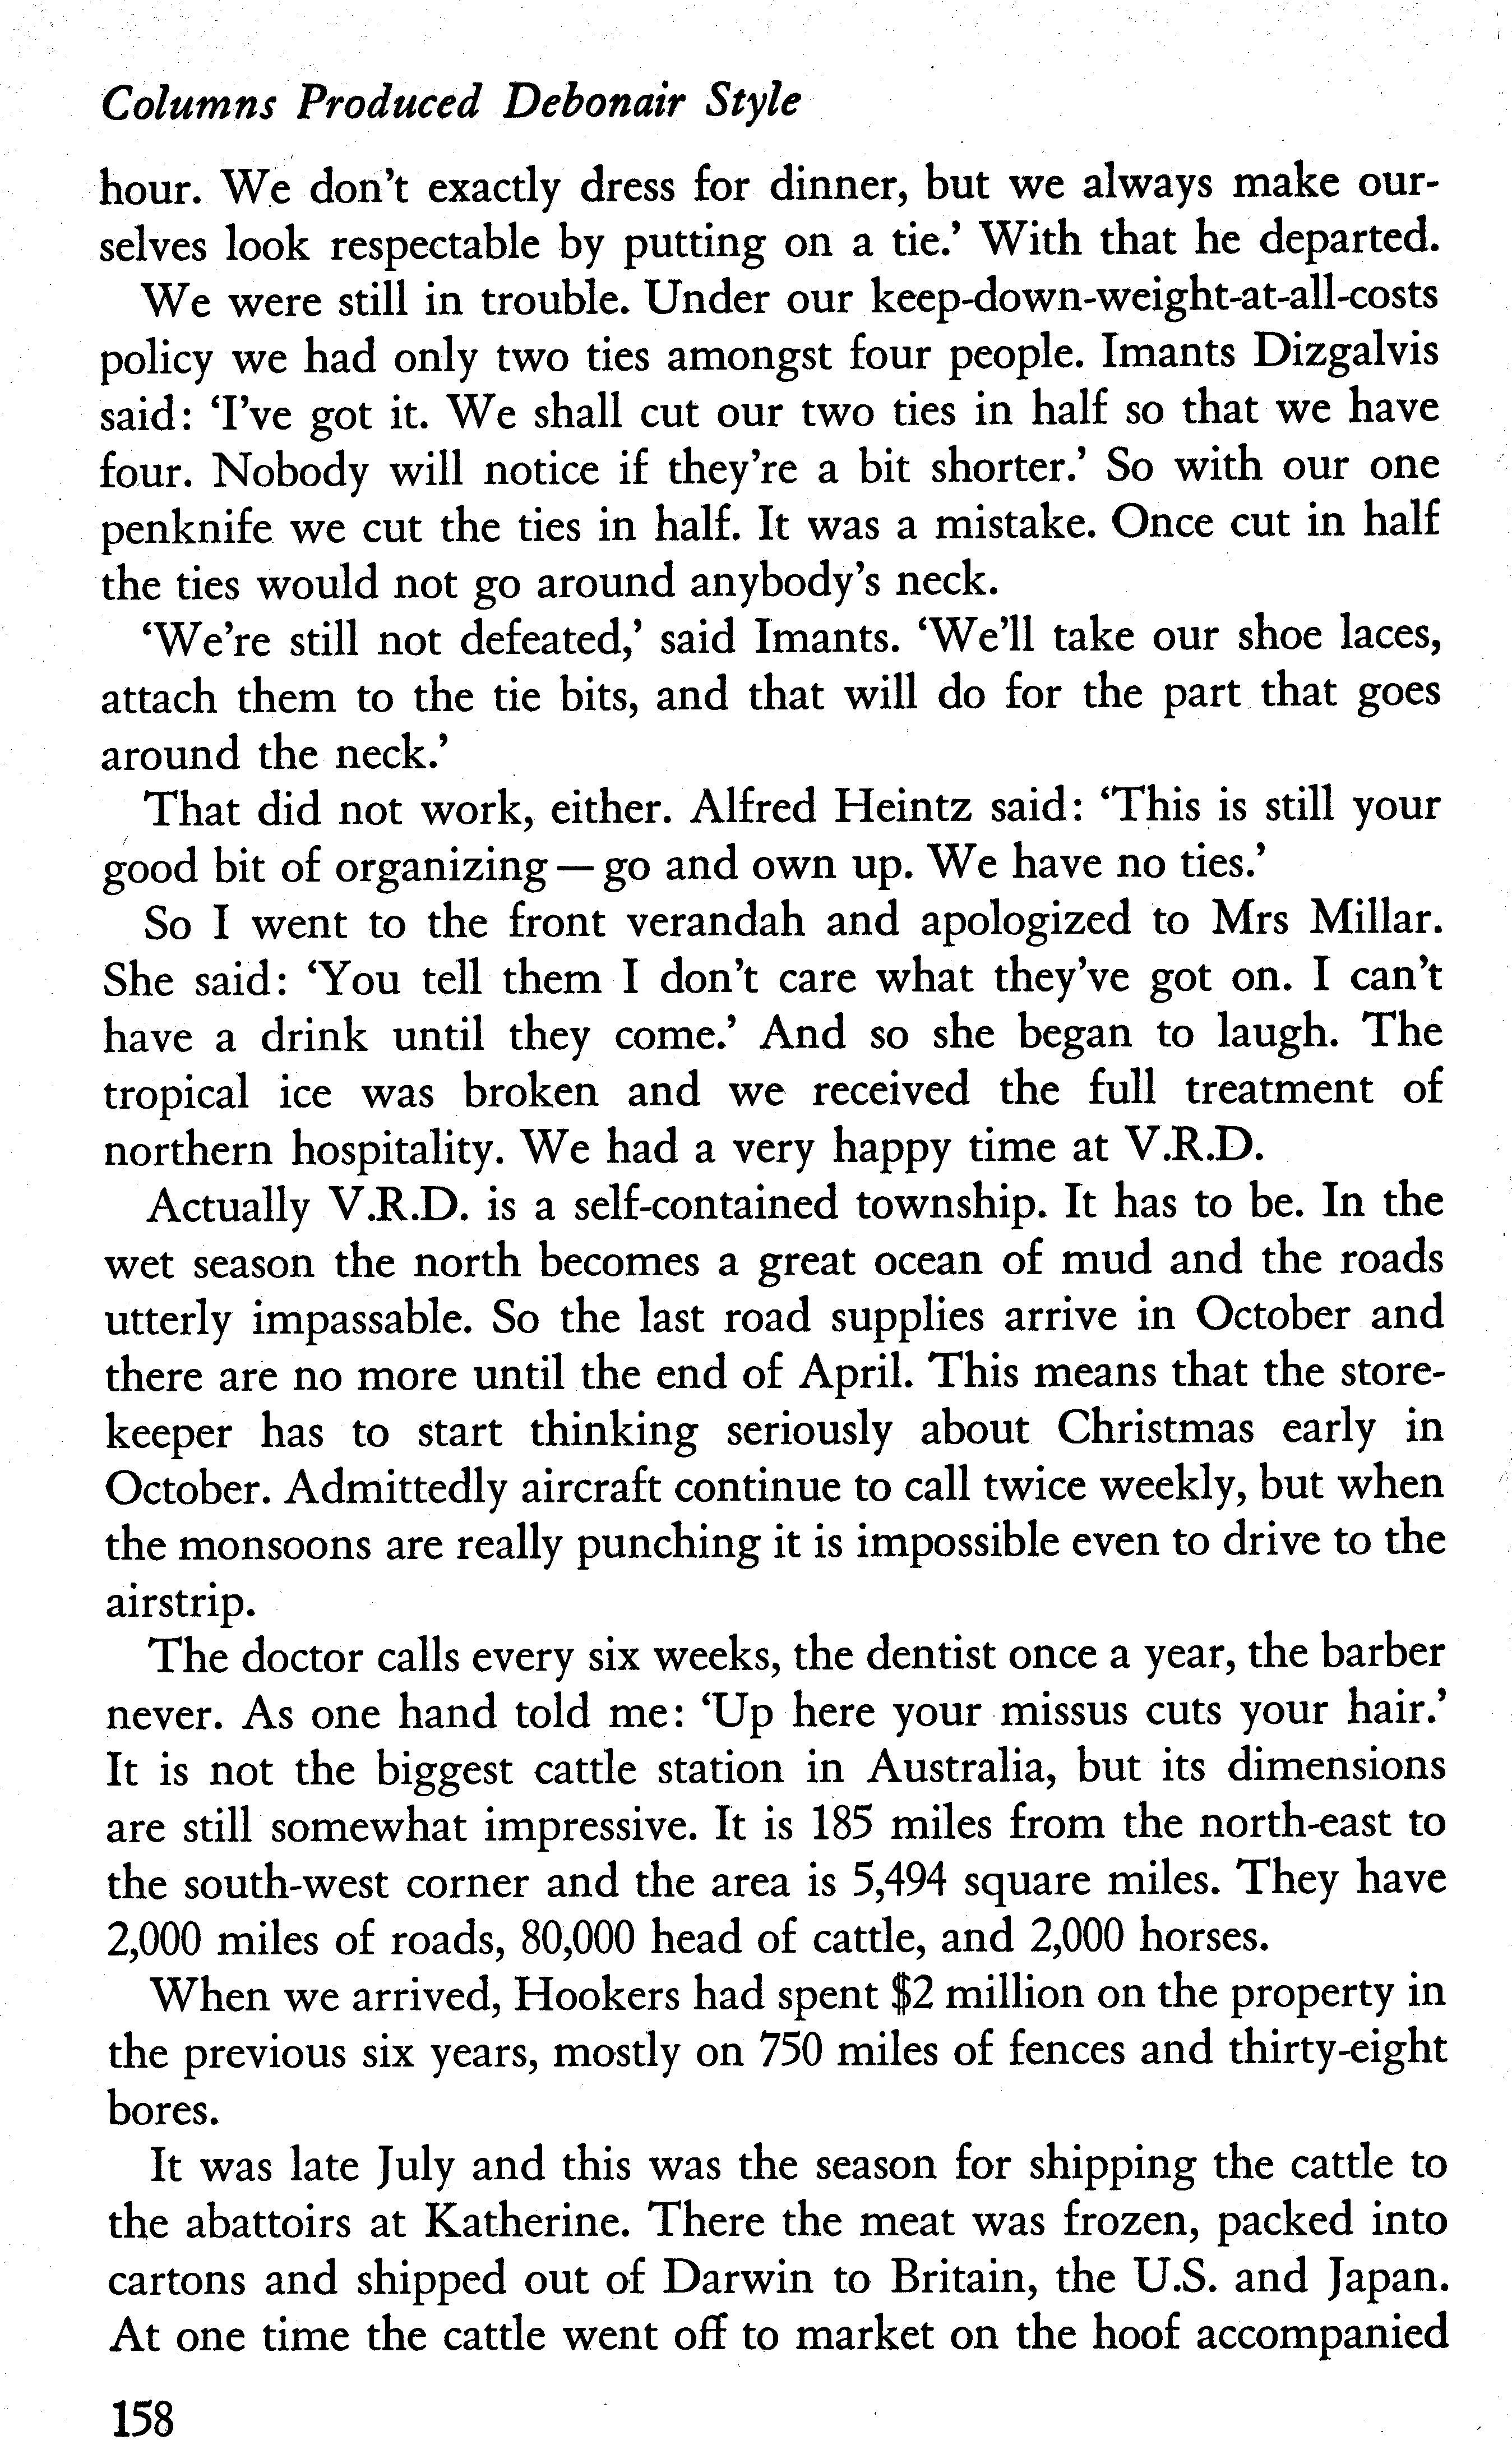 Columns Produced Debonair Style
hour. We don't exactly dress for dinner, but we always make our-
selves look respectable by putting on a tie.' With that he departed.
We were still in trouble. Under our keep-down-weight-at-all-costs
policy we had only two ties amongst four people. Imants Dizgalvis
said: 'I've got it. We shall cut our two ties in half so that we have
four. Nobody will notice if they're a bit shorter.' So with our one
penknife we cut the ties in half. It was a mistake. Once cut in half
the ties would not go around anybody's neck.
'We're still not defeated,' said Imants. 'We'll take our shoe laces,
attach them to the tie bits, and that will do for the part that goes
around the neck.'
That did not work, either. Alfred Heintz said: 'This is still your
good bit of organizing — go and own up. We have no ties.'
So I went to the front verandah and apologized to Mrs Millar.
She said: 'You tell them I don't care what they've got on. I can't
have a drink until they come.' And so she began to laugh. The
tropical ice was broken and we received the full treatment of
northern hospitality. We had a very happy time at V.R.D.
Actually V.R.D. is a self-contained township. It has to be. In the
wet season the north becomes a great ocean of mud and the roads
utterly impassable. So the last road supplies arrive in October and
there are no more until the end of April. This means that the store-
keeper has to start thinking seriously about Christmas early in
October. Admittedly aircraft continue to call twice weekly, but when
the monsoons are really punching it is impossible even to drive to the
airstrip.
The doctor calls every six weeks, the dentist once a year, the barber
never. As one hand told me: 'Up here your missus cuts your hair.'
It is not the biggest cattle station in Australia, but its dimensions
are still somewhat impressive. It is 185 miles from the north-east to
the south-west corner and the area is 5,494 square miles. They have
2,000 miles of roads, 80,000 head of cattle, and 2,000 horses.
When we arrived, Hookers had spent $2 million on the property in
the previous six years, mostly on 750 miles of fences and thirty-eight
bores.
It was late July and this was the season for shipping the cattle to
the abattoirs at Katherine. There the meat was frozen, packed into
cartons and shipped out of Darwin to Britain, the U.S. and Japan.
At one time the cattle went off to market on the hoof accompanied
158